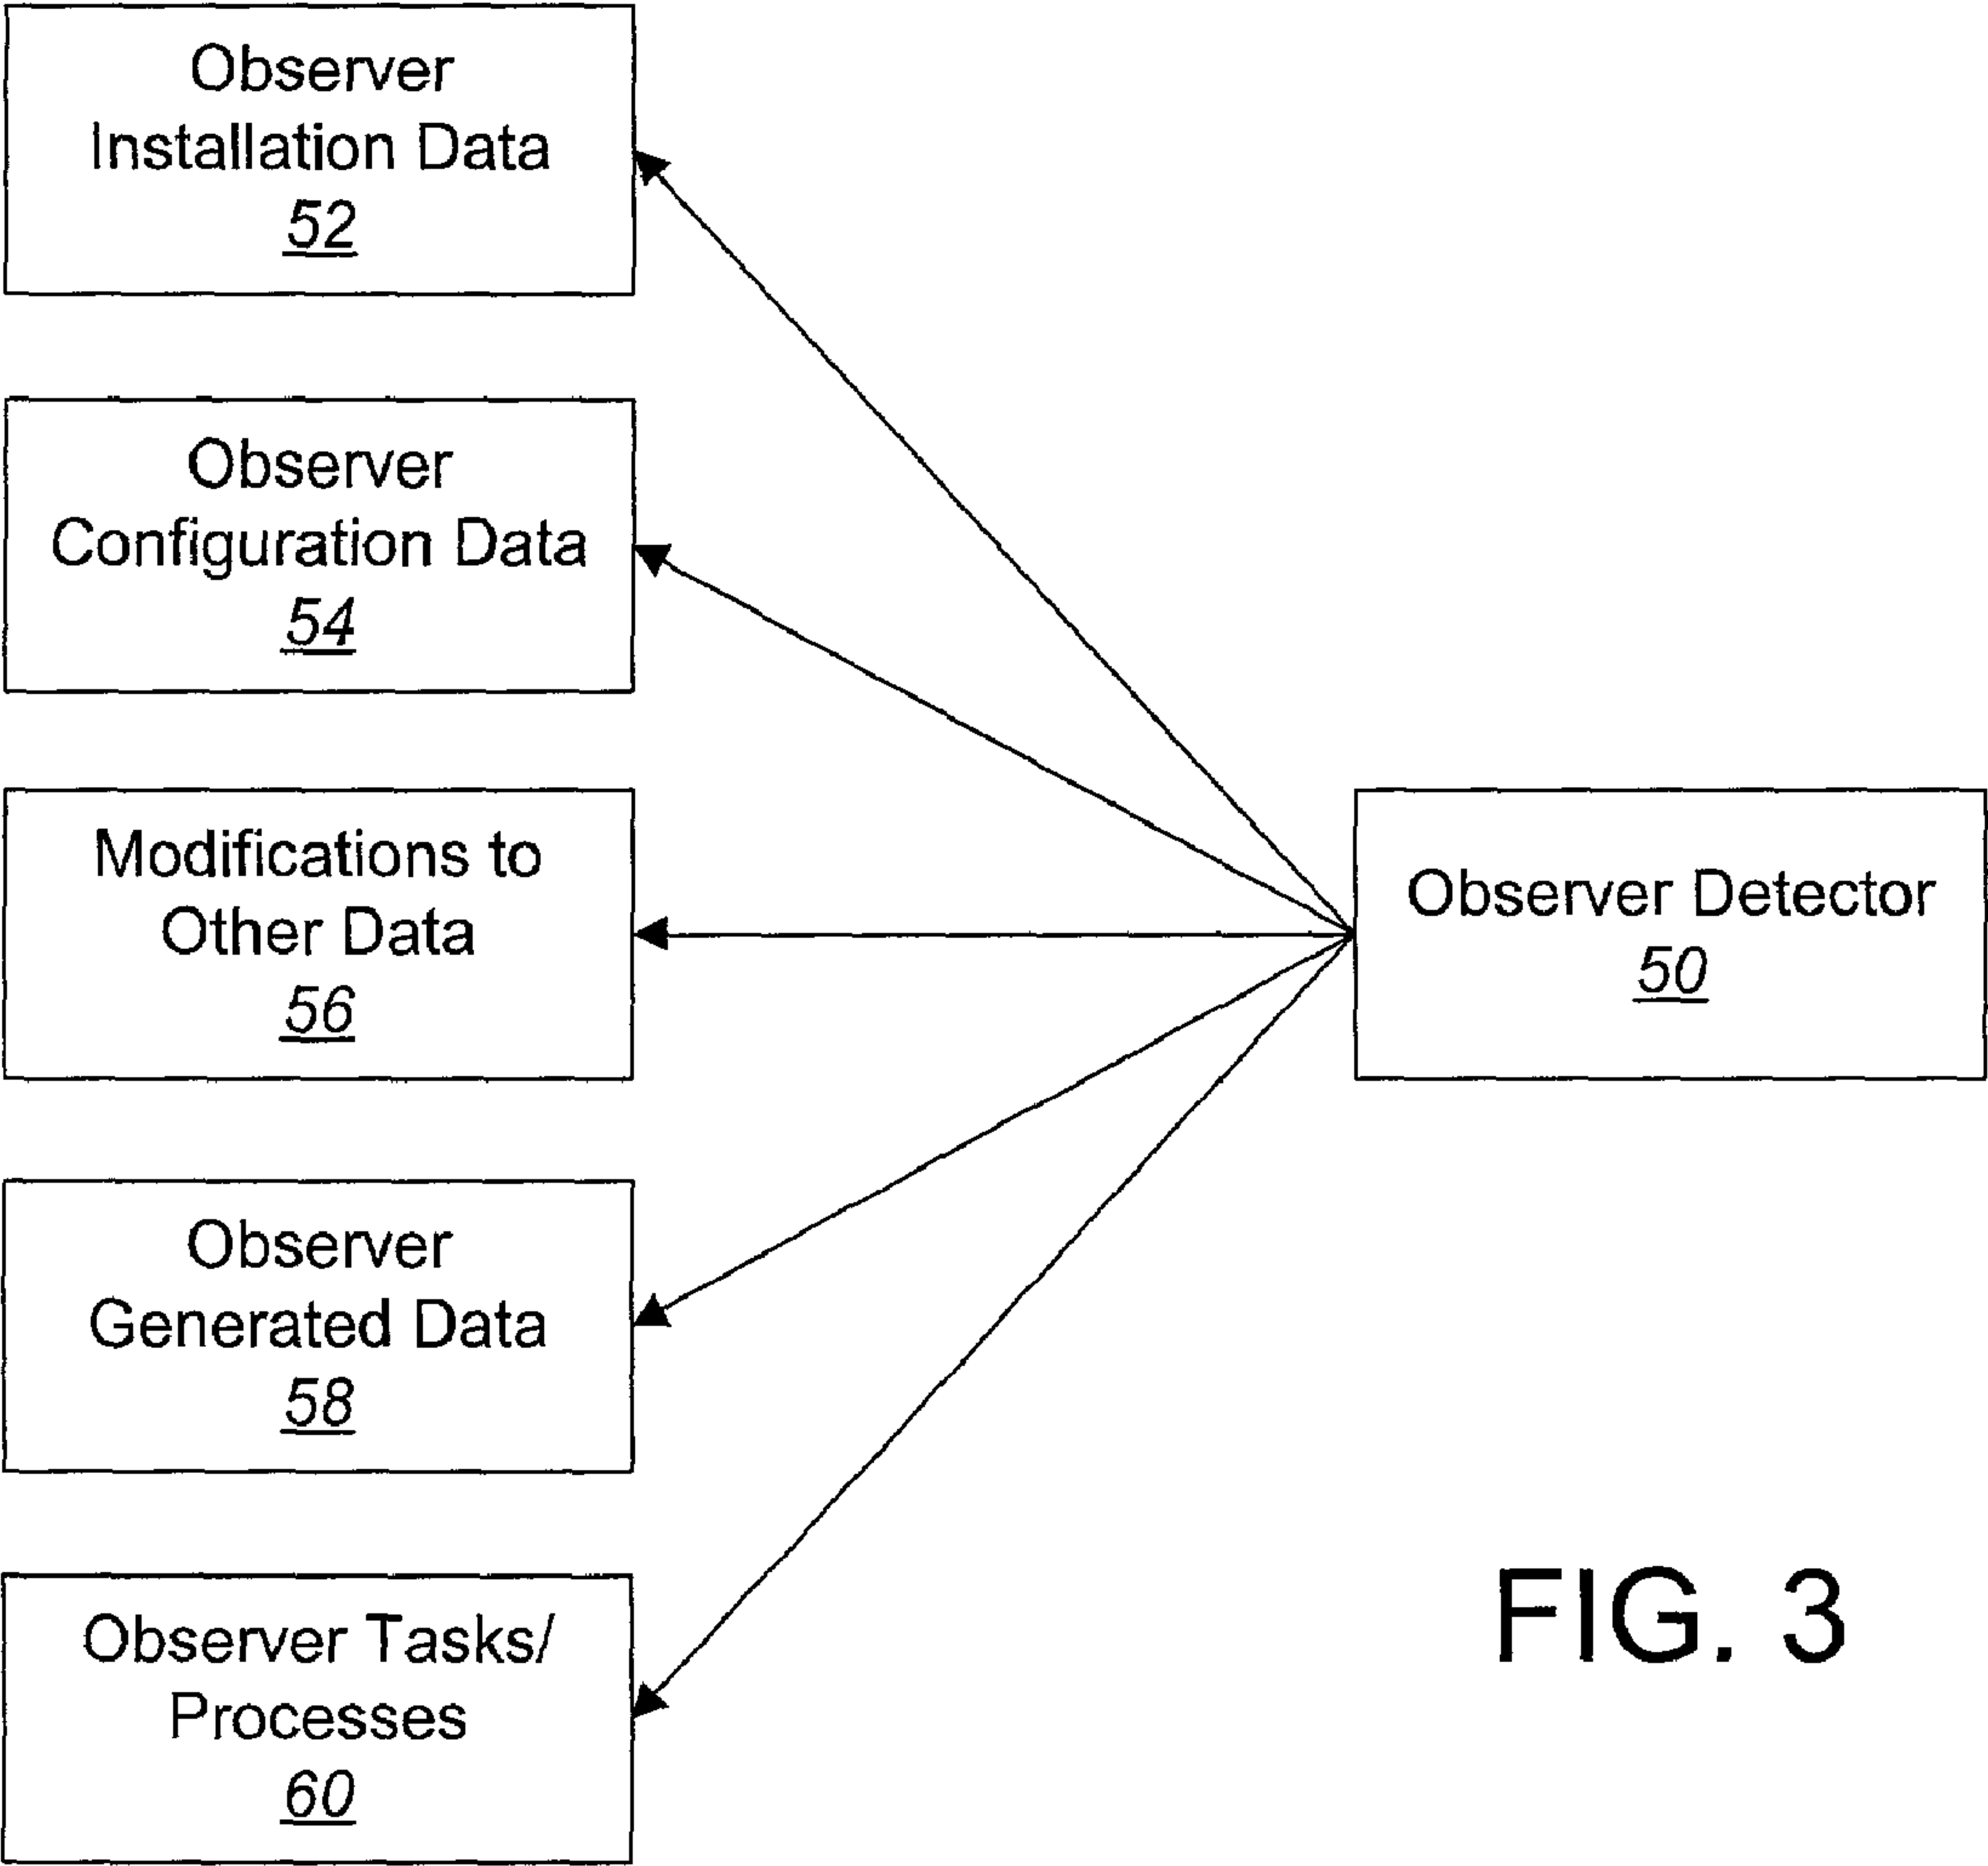 Observer
Installation Data
52
Observer
Configuration Data
54
Modifications to
Other Data
56
Observer Detector
50
Observer
Generated Data
58
Observer Tasks/
Processes
60
FIG. 3